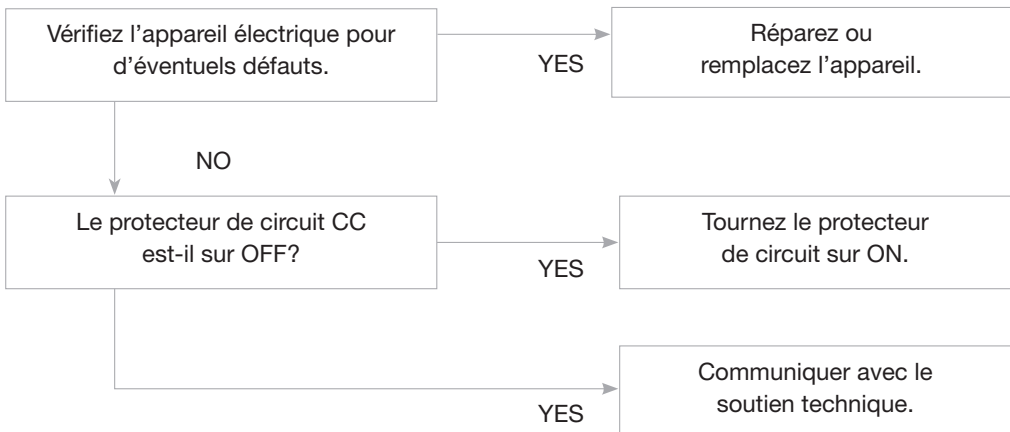 Vérifiez l’appareil électrique pour
d’éventuels défauts.
YES
Réparez ou
remplacez l’appareil.
NO
Le protecteur de circuit CC
est-il sur OFF?
YES
Tournez le protecteur
de circuit sur ON.
YES
Communiquer avec le
soutien technique.